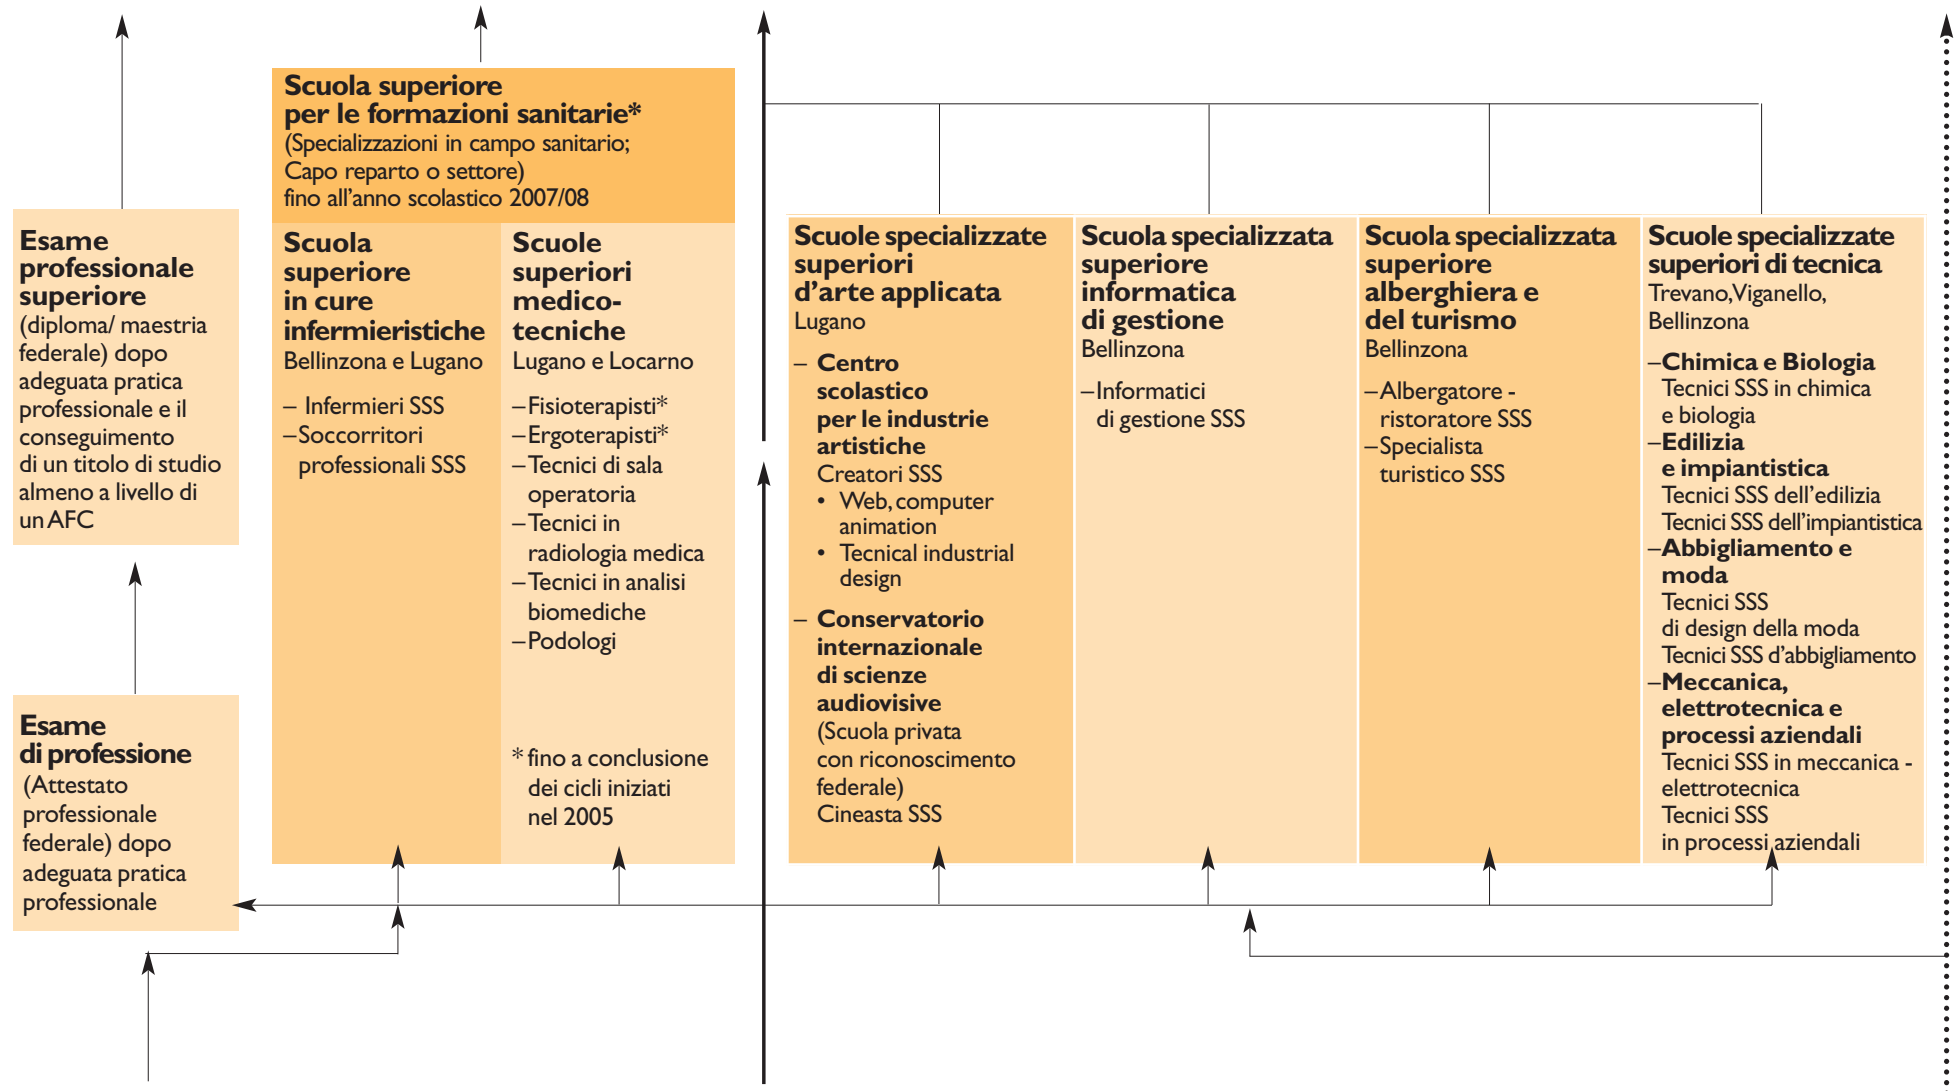 Scuola superiore
per le formazioni sanitarie*
(Specializzazioni in campo sanitario;
Capo reparto o settore)
fino all'anno scolastico 2007/08
Esame
professionale
superiore
(diploma/ maestria
federale) dopo
adeguata pratica
professionale e il
conseguimento
di un titolo di studio
almeno a livello di
un AFC
Esame
di professione
(Attestato
professionale
federale) dopo
adeguata pratica
professionale
Scuola
superiore
in cure
infermieristiche
Bellinzona e Lugano
– Infermieri SSS
– Soccorritori
professionali SSS
Scuole
superiori
medico-
tecniche
Lugano e Locarno
– Fisioterapisti*
– Ergoterapisti*
– Tecnici di sala
operatoria
– Tecnici in
radiologia medica
– Tecnici in analisi
biomediche
– Podologi
* fino a conclusione
dei cicli iniziati
nel 2005
Scuole specializzate
superiori
d'arte applicata
Lugano
– Centro
scolastico
per le industrie
artistiche
Creatori SSS
• Web, computer
animation
• Tecnical industrial
design
– Conservatorio
internazionale
di scienze
audiovisive
(Scuola privata
con riconoscimento
federale)
Cineasta SSS
Scuola specializzata
superiore
informatica
di gestione
Bellinzona
– Informatici
di gestione SSS
Scuola specializzata
superiore
alberghiera e
del turismo
Bellinzona
– Albergatore -
ristoratore SSS
– Specialista
turistico SSS
Scuole specializzate
superiori di tecnica
Trevano, Viganello,
Bellinzona
– Chimica e Biologia
Tecnici SSS in chimica
e biologia
– Edilizia
e impiantistica
Tecnici SSS dell'edilizia
Tecnici SSS dell'impiantistica
– Abbigliamento e
moda
Tecnici SSS
di design della moda
Tecnici SSS d'abbigliamento
– Meccanica,
elettrotecnica e
processi aziendali
Tecnici SSS in meccanica -
elettrotecnica
Tecnici SSS
in processi aziendali